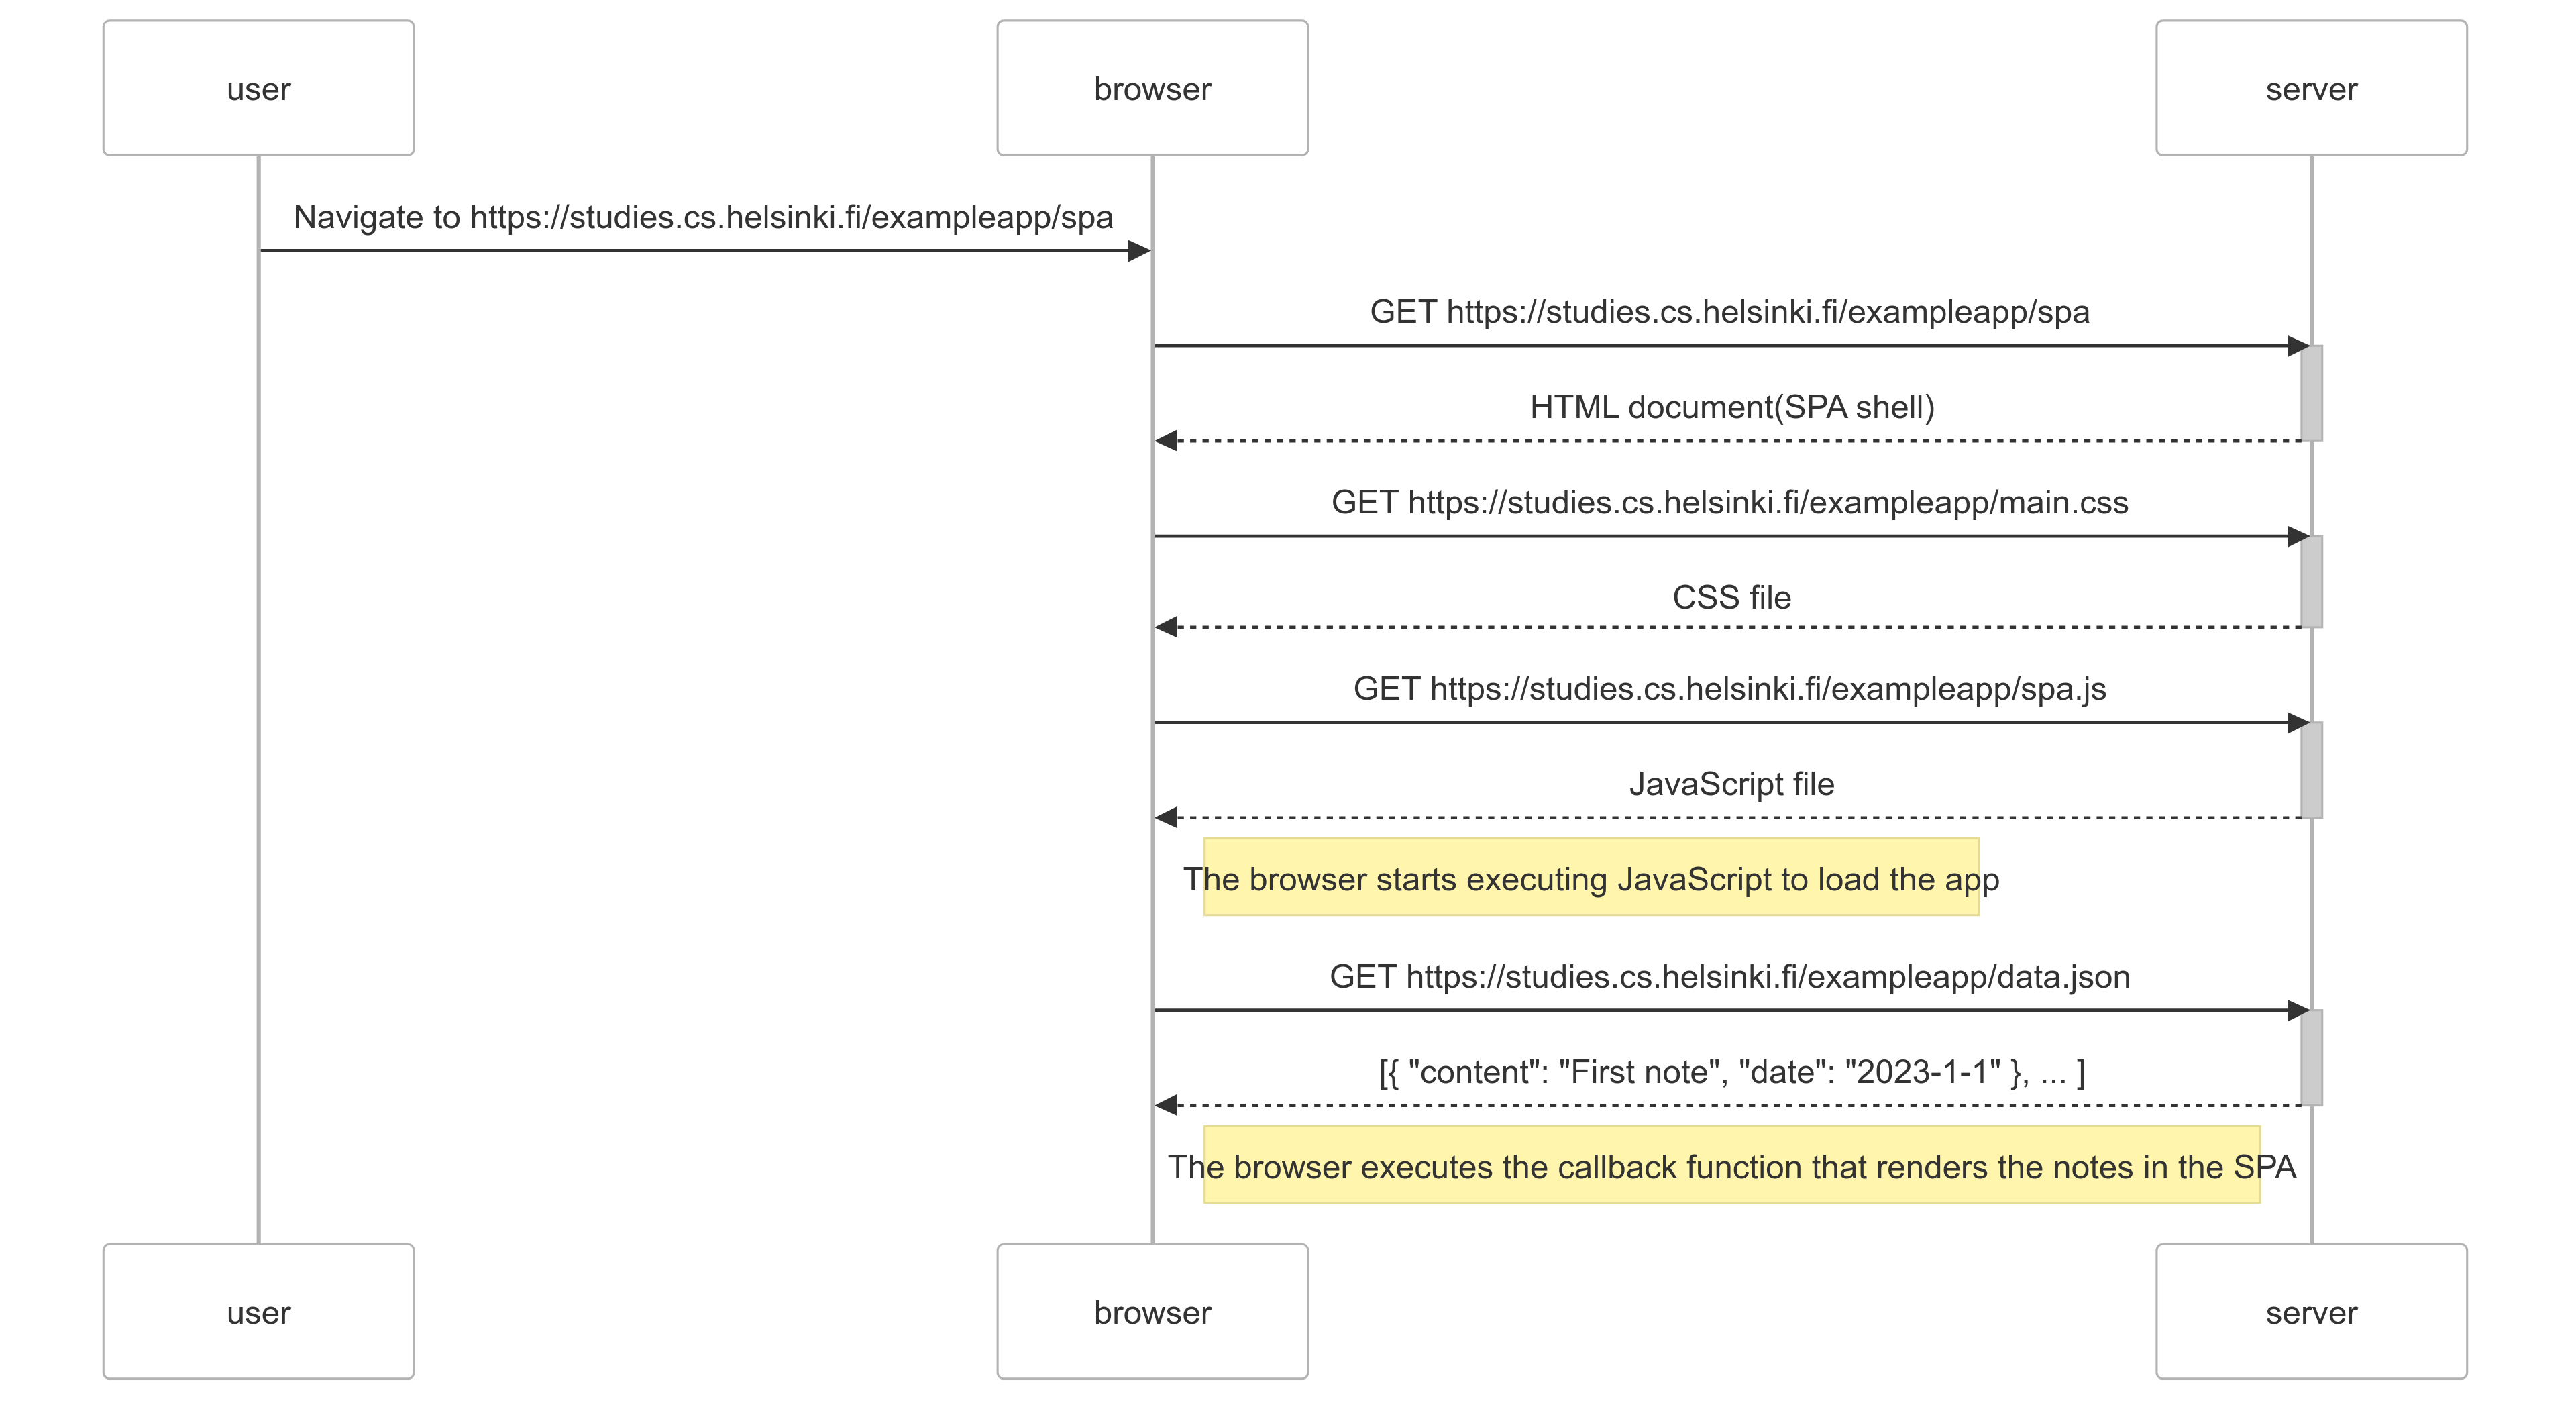 user
browser
server
Navigate to https://studies.cs.helsinki.fi/exampleapp/spa
GET https://studies.cs.helsinki.fi/exampleapp/spa
HTML document(SPA shell)
GET https://studies.cs.helsinki.fi/exampleapp/main.css
CSS file
GET https://studies.cs.helsinki.fi/exampleapp/spa.js
JavaScript file
The browser starts executing JavaScript to load the app
GET https://studies.cs.helsinki.fi/exampleapp/data.json
[{ "content": "First note", "date": "2023-1-1" }, ... ]
The browser executes the callback function that renders the notes in the SPA
user
browser
server